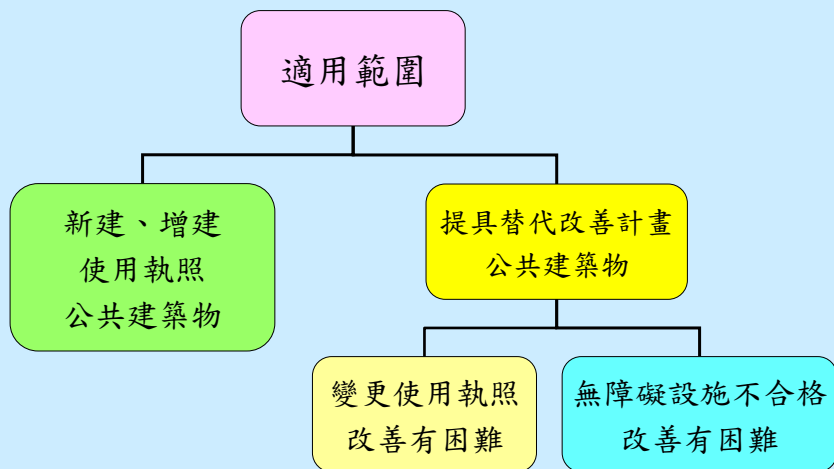 適用範圍
新建、增建
使用執照
公共建築物
提具替代改善計畫
公共建築物
變更使用執照
改善有困難
無障礙設施不合格
改善有困難